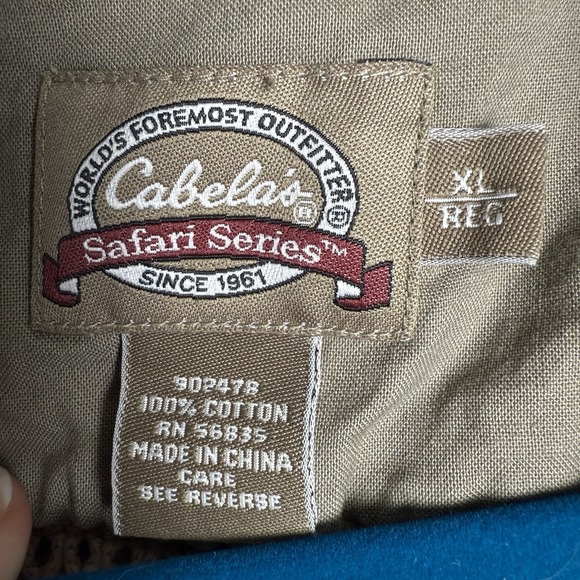 WORLD'S FOREMOST OUTFITTER®
Cabela's®
Safari Series™
SINCE 1961
XL
REG
9D2478
100% COTTON
RN 56835
MADE IN CHINA
CARE
SEE REVERSE